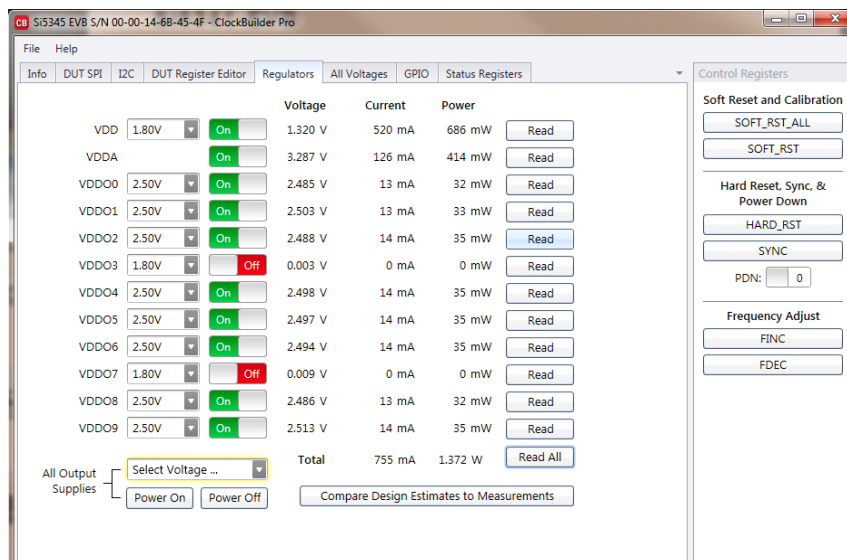 CB Si5345 EVB S/N 00-00-14-6B-45-4F - ClockBuilder Pro
File Help
Info DUT SPI I2C DUT Register Editor Regulators All Voltages GPIO Status Registers
Voltage Current Power
VDD 1.80V On 1.320 V 520 mA 686 mW Read
VDDA On 3.287 V 126 mA 414 mW Read
VDDO0 2.50V On 2.485 V 13 mA 32 mW Read
VDDO1 2.50V On 2.503 V 13 mA 33 mW Read
VDDO2 2.50V On 2.488 V 14 mA 35 mW Read
VDDO3 1.80V Off 0.003 V 0 mA 0 mW Read
VDDO4 2.50V On 2.498 V 14 mA 35 mW Read
VDDO5 2.50V On 2.497 V 14 mA 35 mW Read
VDDO6 2.50V On 2.494 V 14 mA 35 mW Read
VDDO7 1.80V Off 0.009 V 0 mA 0 mW Read
VDDO8 2.50V On 2.486 V 13 mA 32 mW Read
VDDO9 2.50V On 2.513 V 14 mA 35 mW Read
Total 755 mA 1.372 W Read All
All Output Supplies
Select Voltage ...
Power On Power Off
Compare Design Estimates to Measurements
Control Registers
Soft Reset and Calibration
SOFT_RST_ALL
SOFT_RST
Hard Reset, Sync, &
Power Down
HARD_RST
SYNC
PDN: 0
Frequency Adjust
FINC
FDEC